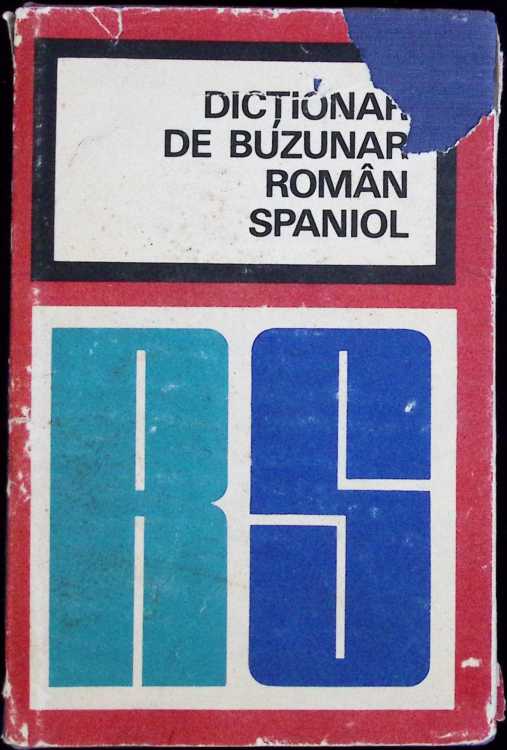 DICȚIONAR
DE BUZUNAR
ROMÂN
SPANIOL
RS